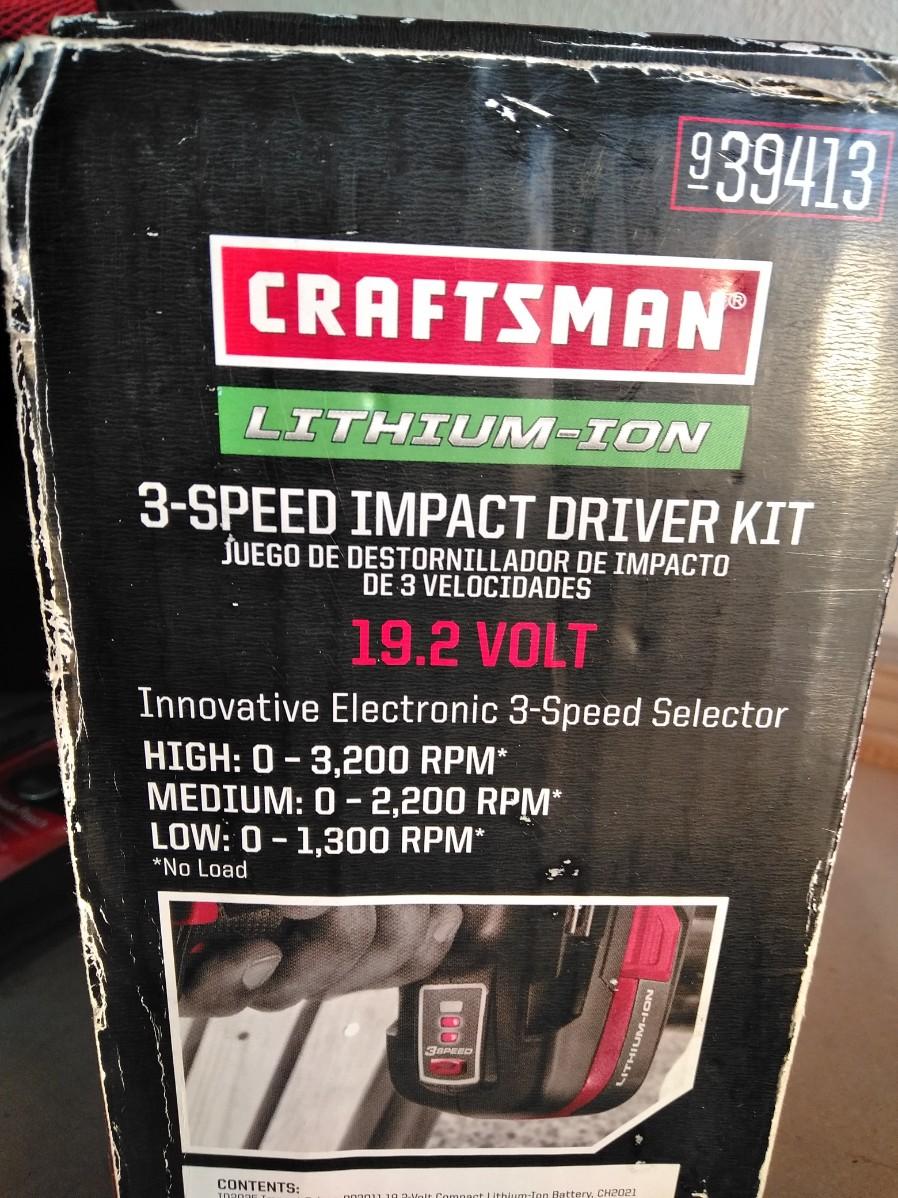 939413
CRAFTSMAN®
LITHIUM-ION
3-SPEED IMPACT DRIVER KIT
JUEGO DE DESTORNILLADOR DE IMPACTO
DE 3 VELOCIDADES
19.2 VOLT
Innovative Electronic 3-Speed Selector
HIGH: 0 – 3,200 RPM*
MEDIUM: 0 – 2,200 RPM*
LOW: 0 – 1,300 RPM*
*No Load
3SPEED
LITHIUM-ION
CONTENTS:
19.2-Volt Compact Lithium-Ion Battery, CH2021